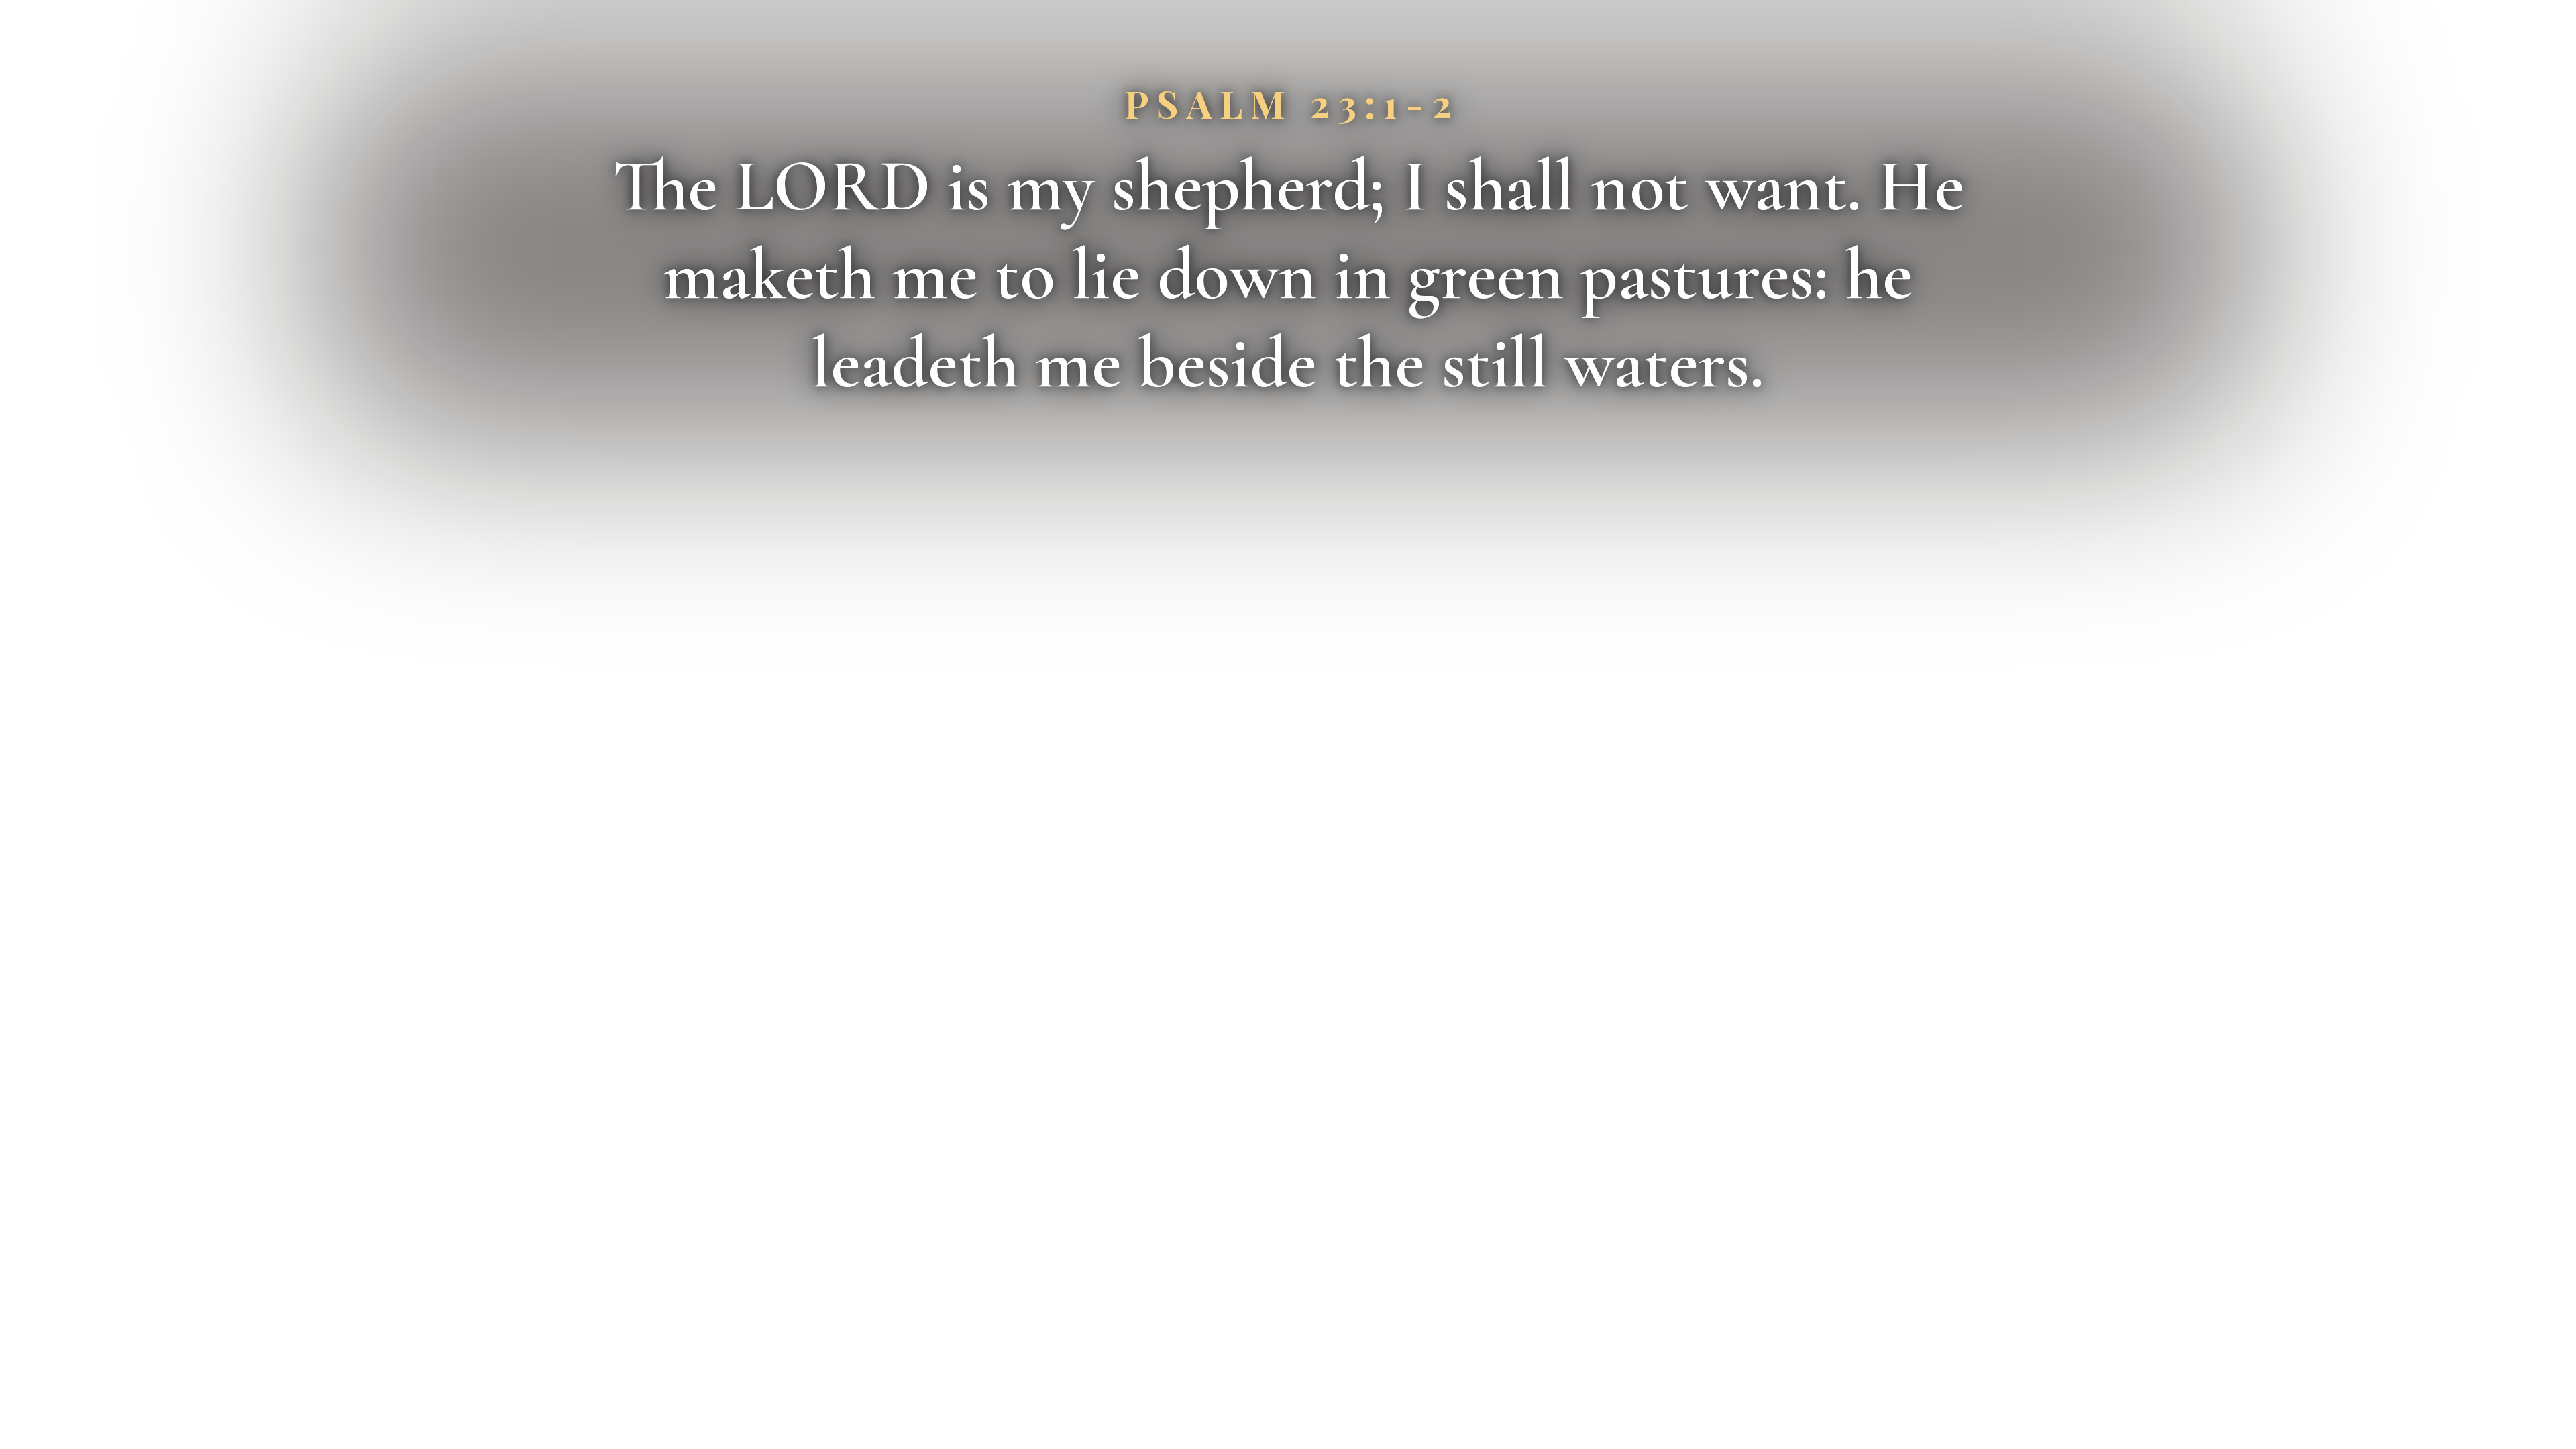 PSALM 23:1-2
The LORD is my shepherd; I shall not want. He
maketh me to lie down in green pastures: he
leadeth me beside the still waters.